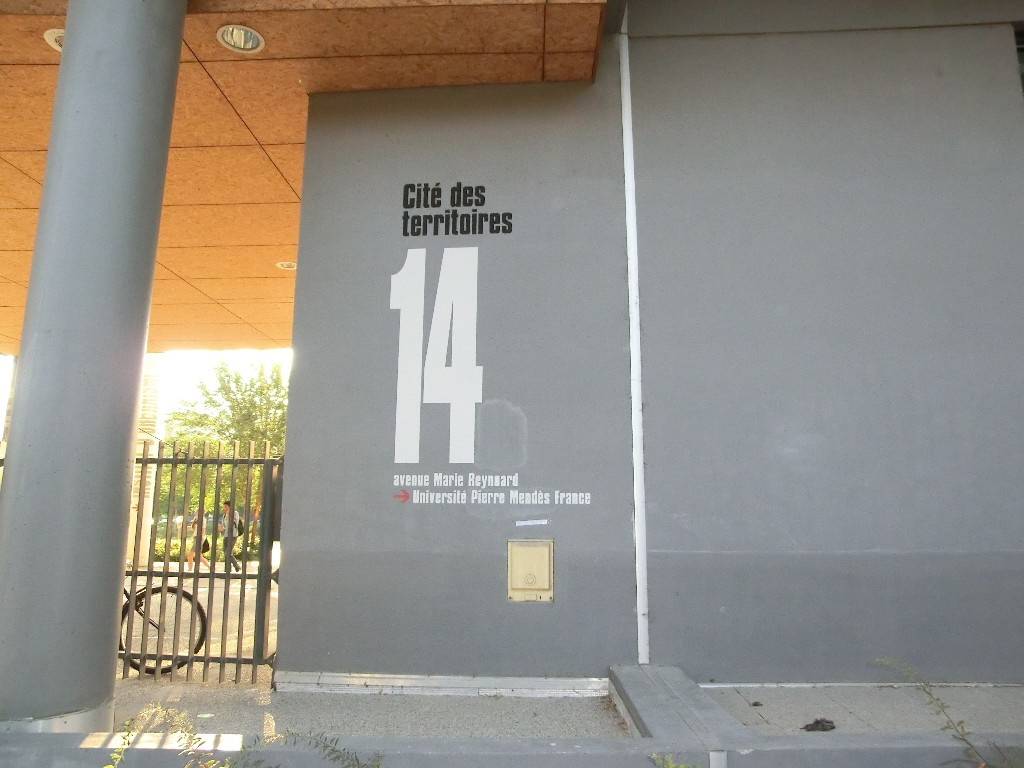 Cité des
territoires
14
avenue Marie Reynoard
→ Université Pierre Mendès France